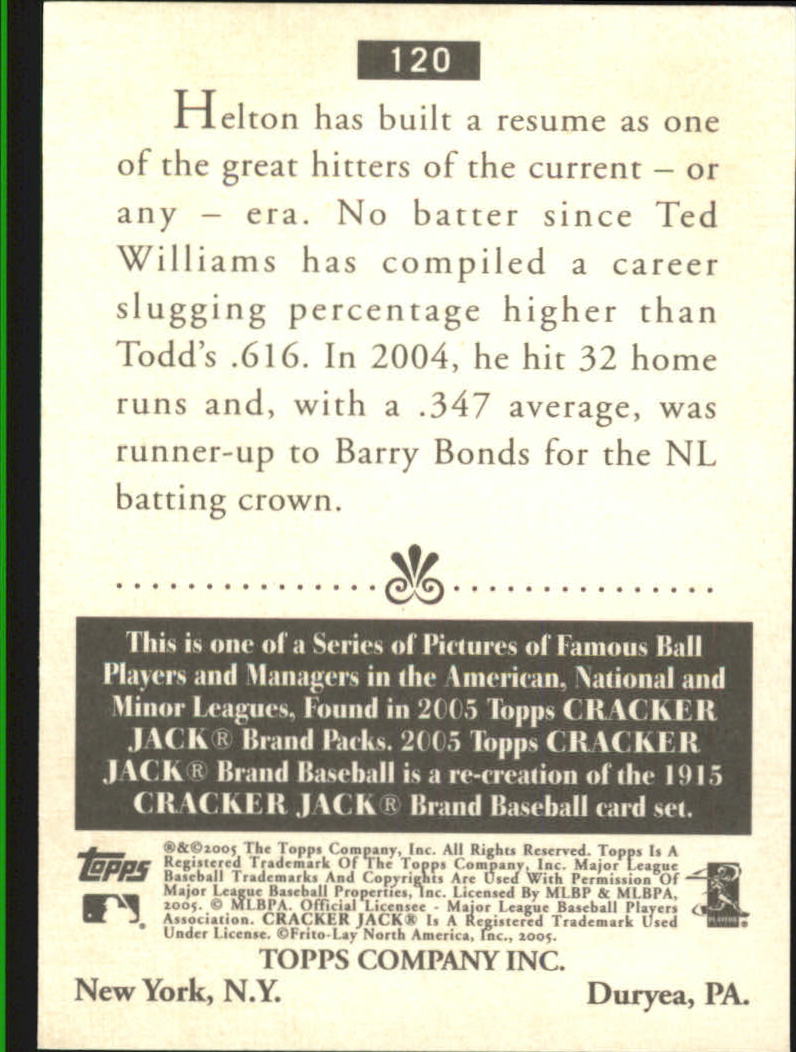 120
Helton has built a resume as one
of the great hitters of the current – or
any – era. No batter since Ted
Williams has compiled a career
slugging percentage higher than
Todd's .616. In 2004, he hit 32 home
runs and, with a .347 average, was
runner-up to Barry Bonds for the NL
batting crown.
This is one of a Series of Pictures of Famous Ball
Players and Managers in the American, National and
Minor Leagues, Found in 2005 Topps CRACKER
JACK® Brand Packs. 2005 Topps CRACKER
JACK® Brand Baseball is a re-creation of the 1915
CRACKER JACK® Brand Baseball card set.
topps
®&©2005 The Topps Company, Inc. All Rights Reserved. Topps Is A
Registered Trademark Of The Topps Company, Inc. Major League
Baseball Trademarks And Copyrights Are Used With Permission Of
Major League Baseball Properties, Inc. Licensed By MLBP & MLBPA,
2005. © MLBPA. Official Licensee - Major League Baseball Players
Association. CRACKER JACK® Is A Registered Trademark Used
Under License. ©Frito-Lay North America, Inc., 2005.
PLAYERS
TOPPS COMPANY INC.
New York, N.Y.
Duryea, PA.